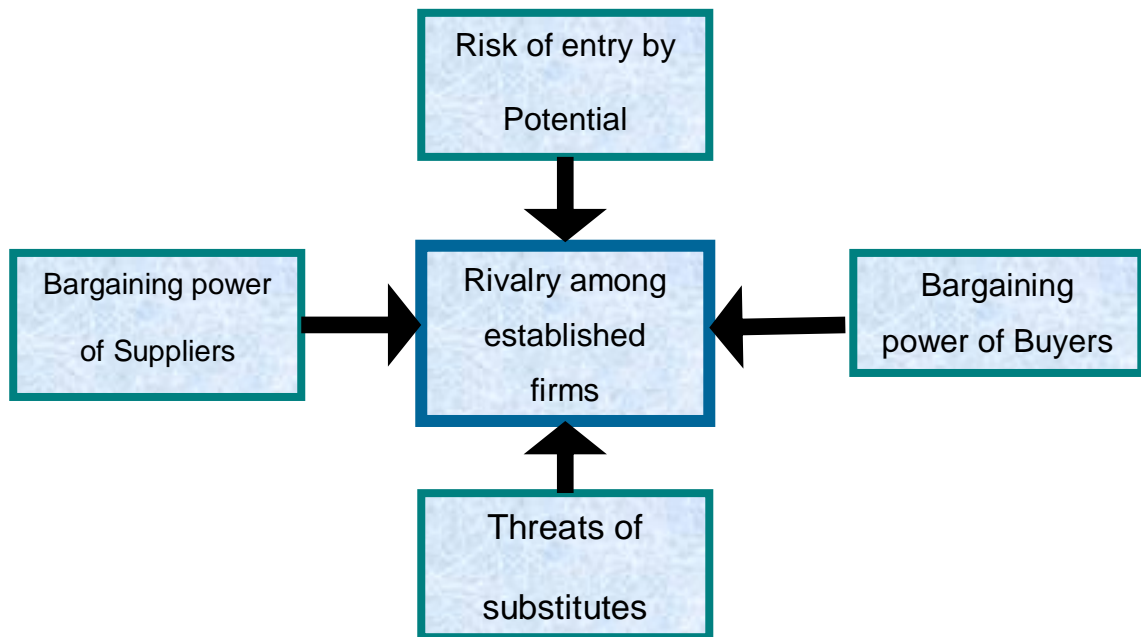 Risk of entry by
Potential
Bargaining power
of Suppliers
Rivalry among
established
firms
Bargaining
power of Buyers
Threats of
substitutes